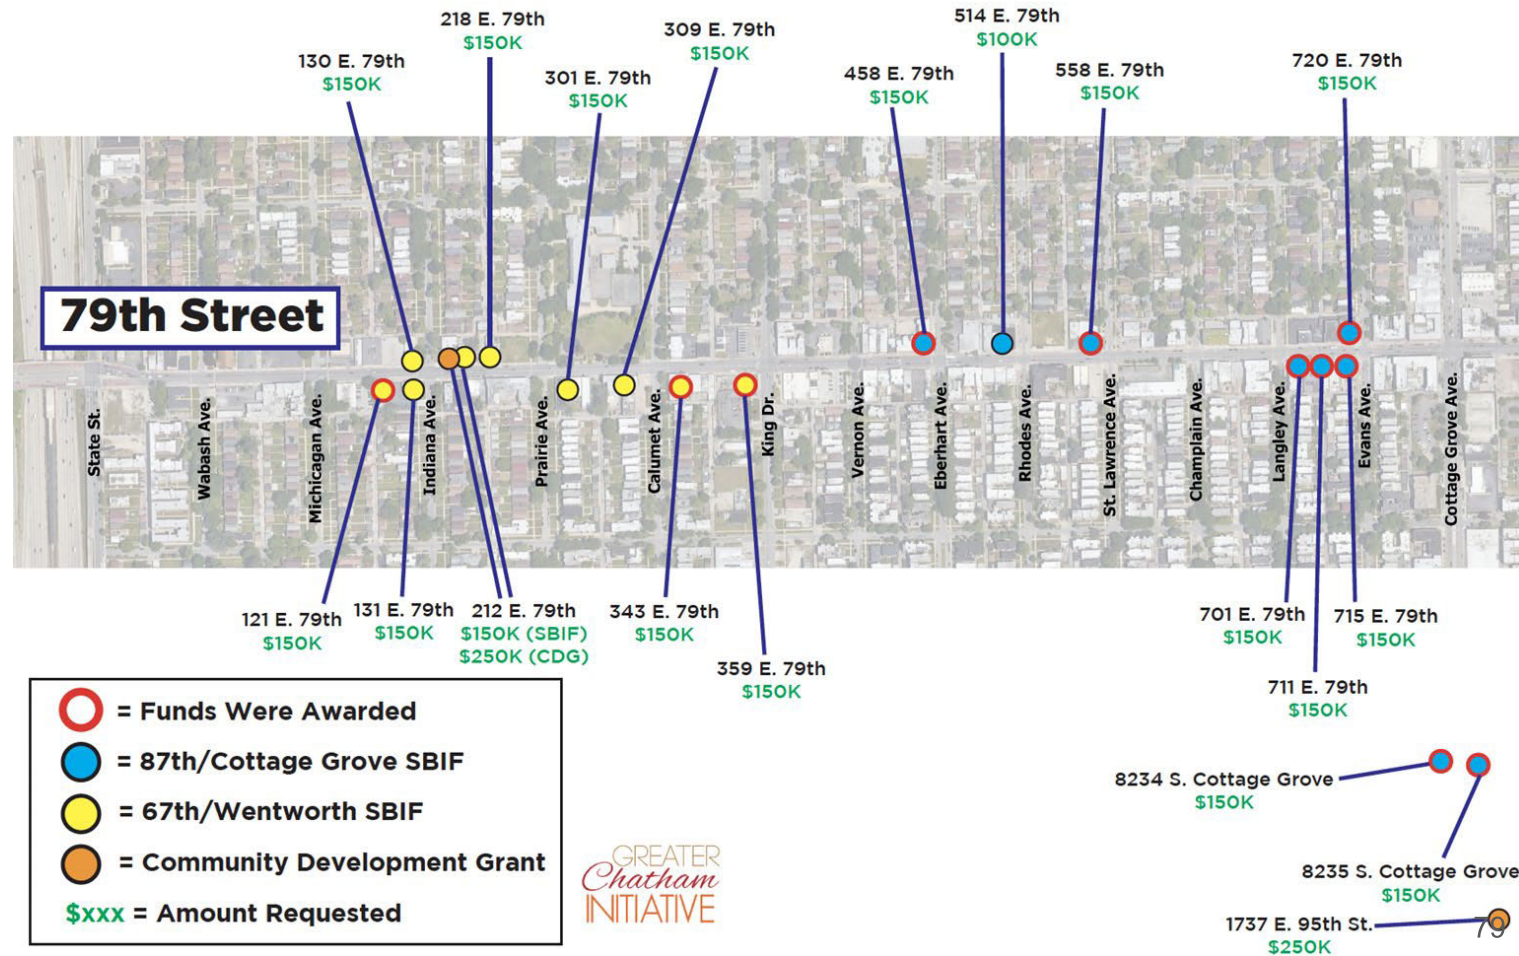 218 E. 79th
$150K
514 E. 79th
$100K
309 E. 79th
$150K
130 E. 79th
$150K
301 E. 79th
$150K
458 E. 79th
$150K
558 E. 79th
$150K
720 E. 79th
$150K
79th Street
State St.
Wabash Ave.
Michicagan Ave.
Indiana Ave.
Prairie Ave.
Calumet Ave.
King Dr.
Vernon Ave.
Eberhart Ave.
Rhodes Ave.
St. Lawrence Ave.
Champlain Ave.
Langley Ave.
Evans Ave.
Cottage Grove Ave.
121 E. 79th
$150K
131 E. 79th
$150K
212 E. 79th
$150K (SBIF)
$250K (CDG)
343 E. 79th
$150K
359 E. 79th
$150K
701 E. 79th
$150K
715 E. 79th
$150K
711 E. 79th
$150K
= Funds Were Awarded
= 87th/Cottage Grove SBIF
= 67th/Wentworth SBIF
= Community Development Grant
$xxx = Amount Requested
GREATER
Chatham
INITIATIVE
8234 S. Cottage Grove
$150K
8235 S. Cottage Grove
$150K
1737 E. 95th St.
$250K
79